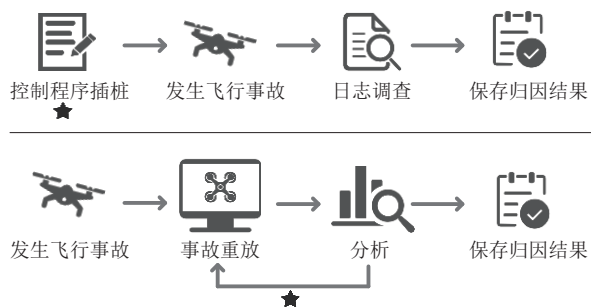 控制程序插桩
发生飞行事故
日志调查
保存归因结果
发生飞行事故
事故重放
分析
保存归因结果